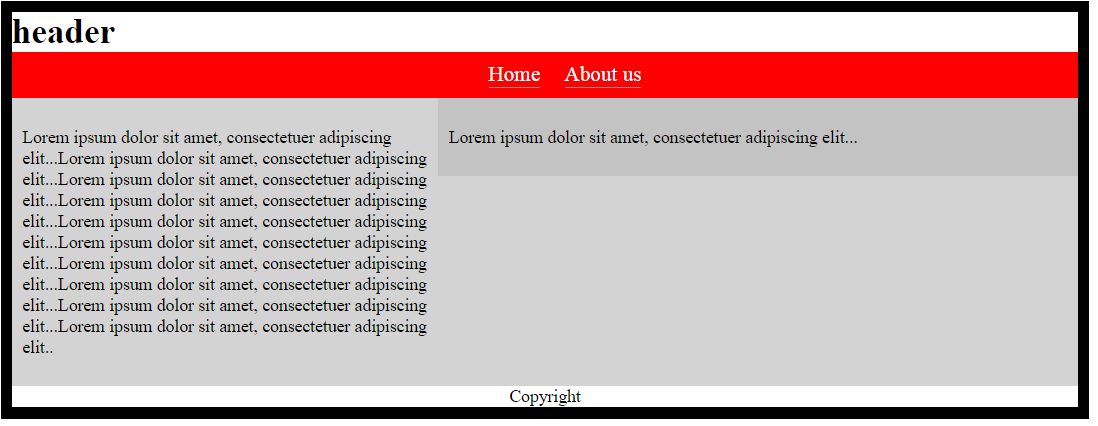 header
Home About us
Lorem ipsum dolor sit amet, consectetuer adipiscing
elit...Lorem ipsum dolor sit amet, consectetuer adipiscing
elit...Lorem ipsum dolor sit amet, consectetuer adipiscing
elit...Lorem ipsum dolor sit amet, consectetuer adipiscing
elit...Lorem ipsum dolor sit amet, consectetuer adipiscing
elit...Lorem ipsum dolor sit amet, consectetuer adipiscing
elit...Lorem ipsum dolor sit amet, consectetuer adipiscing
elit...Lorem ipsum dolor sit amet, consectetuer adipiscing
elit...Lorem ipsum dolor sit amet, consectetuer adipiscing
elit...Lorem ipsum dolor sit amet, consectetuer adipiscing
elit..
Lorem ipsum dolor sit amet, consectetuer adipiscing elit...
Copyright